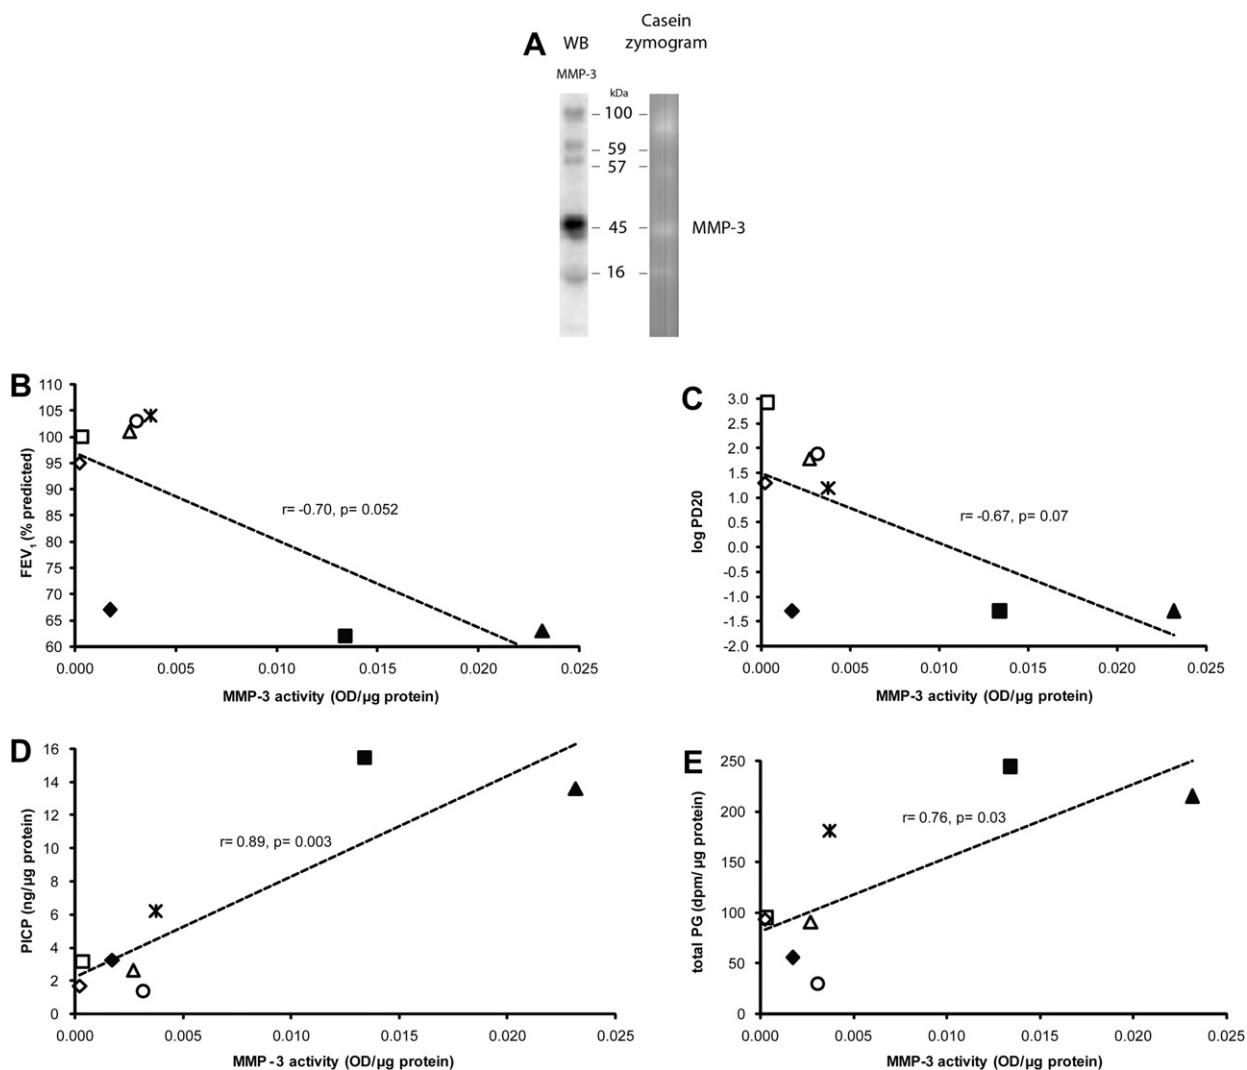 A
WB
Casein
zymogram
MMP-3
kDa
– 100 –
– 59 –
– 57 –
– 45 –
MMP-3
– 16 –
B
110
105
100
95
90
85
80
75
70
65
60
FEV1 (% predicted)
r= -0.70, p= 0.052
0.000 0.005 0.010 0.015 0.020 0.025
MMP-3 activity (OD/µg protein)
C
3.0
2.5
2.0
1.5
1.0
0.5
0.0
-0.5
-1.0
-1.5
-2.0
log PD20
r= -0.67, p= 0.07
0.000 0.005 0.010 0.015 0.020 0.025
MMP-3 activity (OD/µg protein)
D
16
14
12
10
8
6
4
2
0
PICP (ng/µg protein)
r= 0.89, p= 0.003
0.000 0.005 0.010 0.015 0.020 0.025
MMP-3 activity (OD/µg protein)
E
250
200
150
100
50
0
total PG (dpm/ µg protein)
r= 0.76, p= 0.03
0.000 0.005 0.010 0.015 0.020 0.025
MMP-3 activity (OD/µg protein)